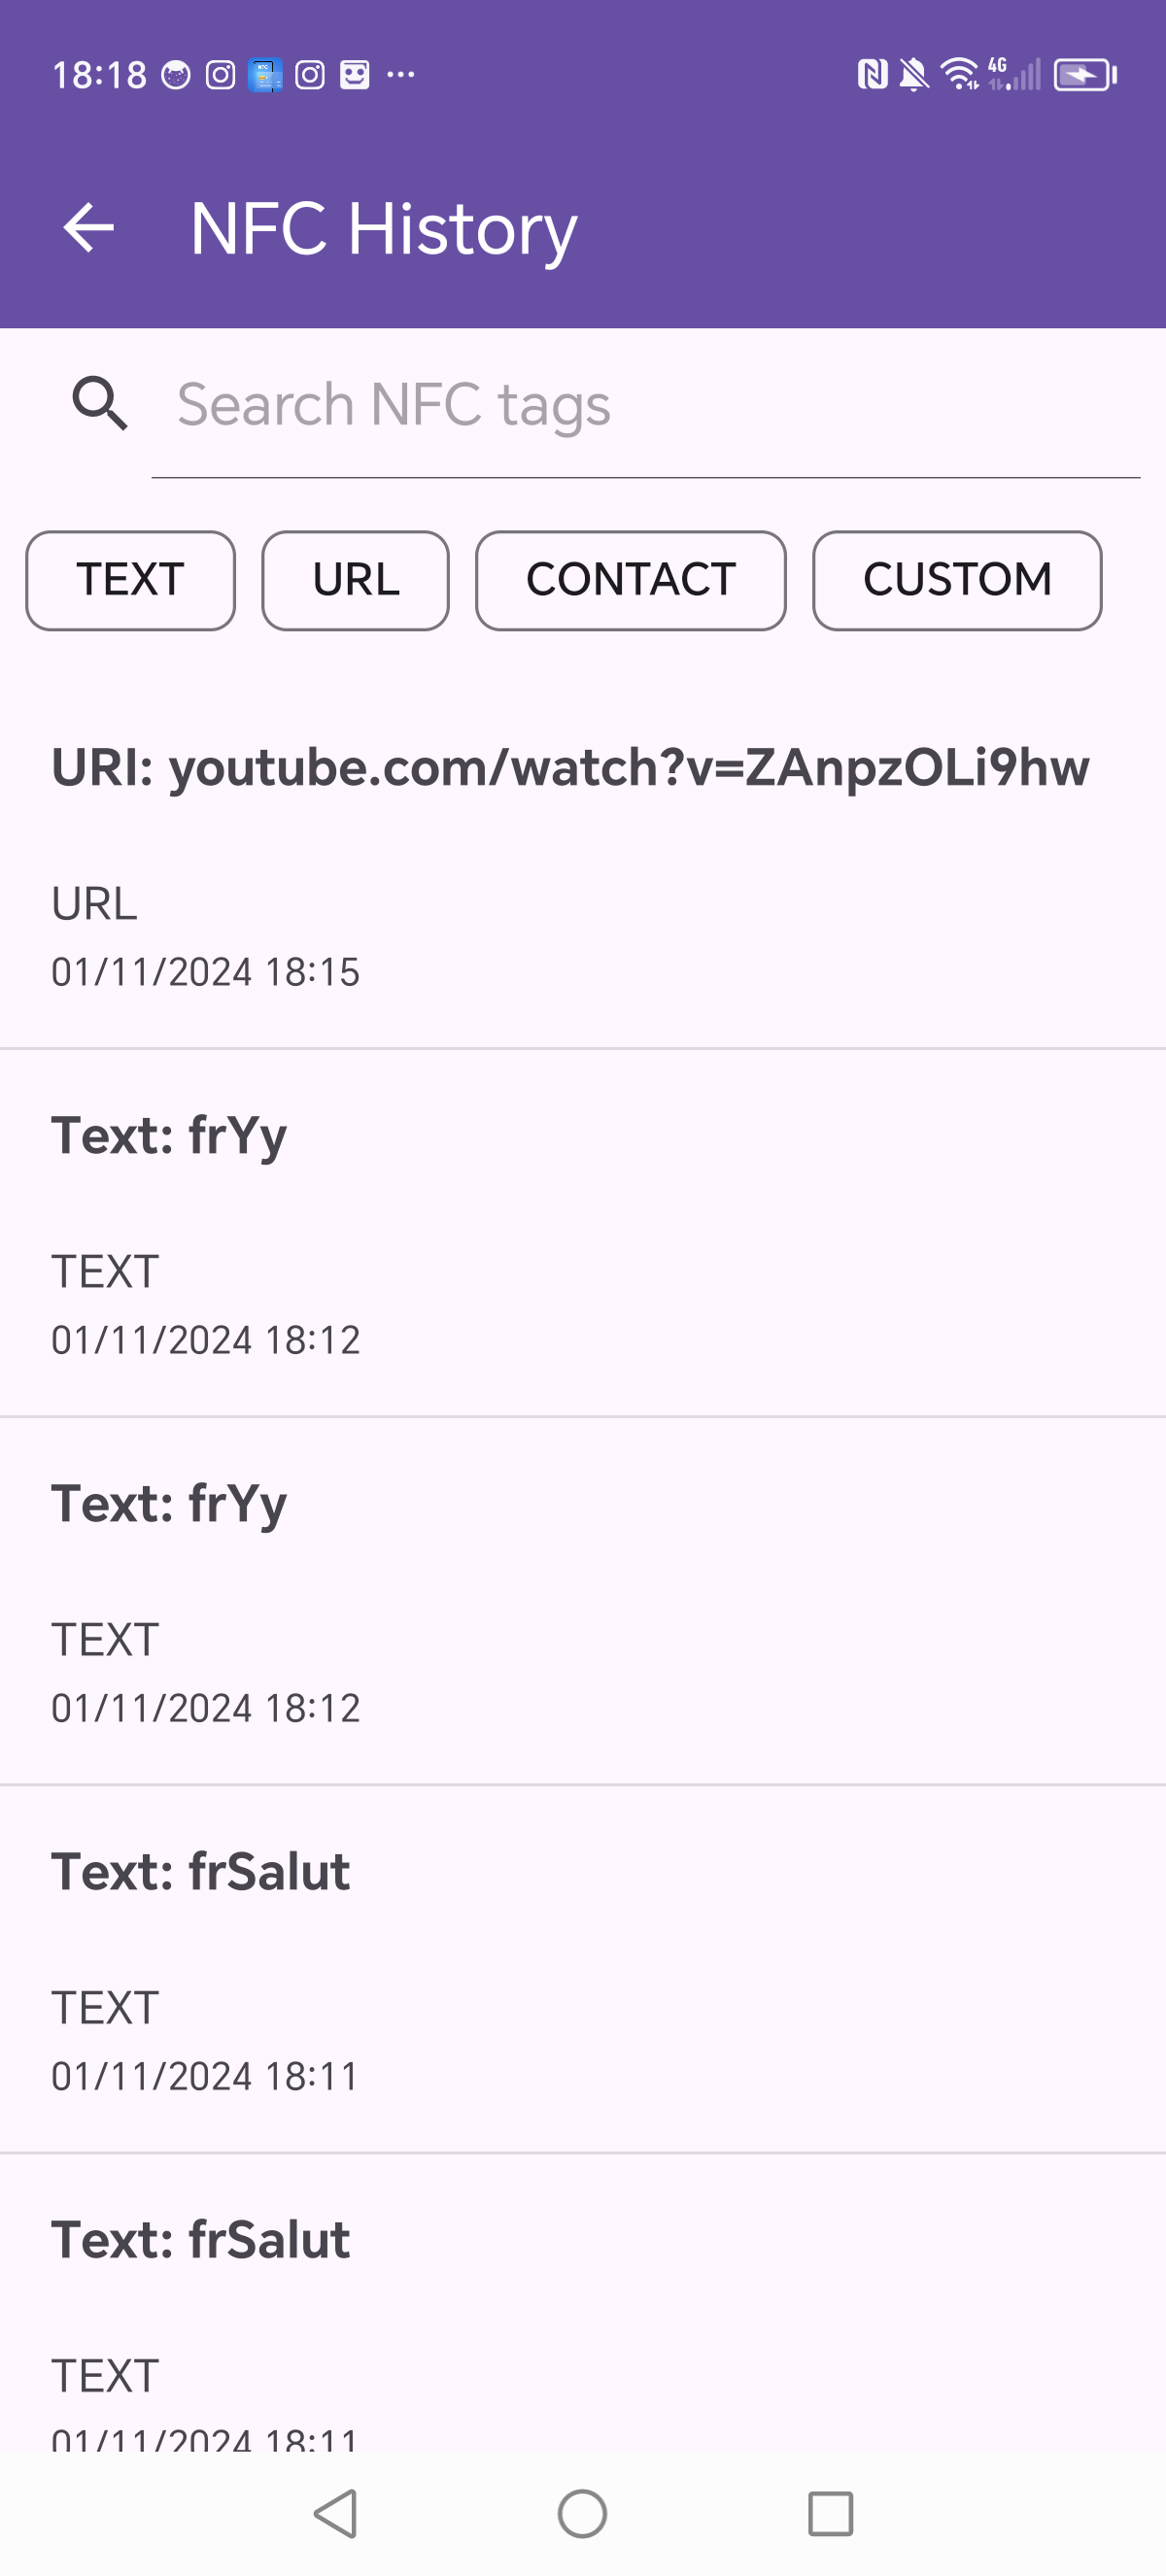 18:18
4G
NFC History
Search NFC tags
TEXT URL CONTACT CUSTOM
URI: youtube.com/watch?v=ZAnpzOLi9hw
URL
01/11/2024 18:15
Text: frYy
TEXT
01/11/2024 18:12
Text: frYy
TEXT
01/11/2024 18:12
Text: frSalut
TEXT
01/11/2024 18:11
Text: frSalut
TEXT
01/11/2024 18:11